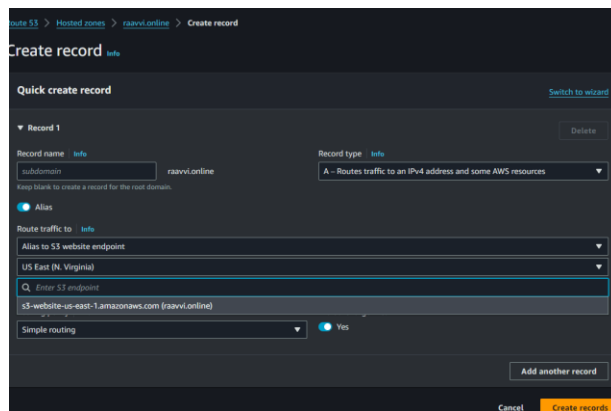 oute 53 > Hosted zones > raavvi.online > Create record
Create record Info
Quick create record
Switch to wizard
▼ Record 1
Delete
Record name Info
Record type Info
subdomain
raavvi.online
A – Routes traffic to an IPv4 address and some AWS resources
Keep blank to create a record for the root domain.
Alias
Route traffic to Info
Alias to S3 website endpoint
US East (N. Virginia)
Enter S3 endpoint
s3-website-us-east-1.amazonaws.com (raavvi.online)
Simple routing
Yes
Add another record
Cancel
Create records